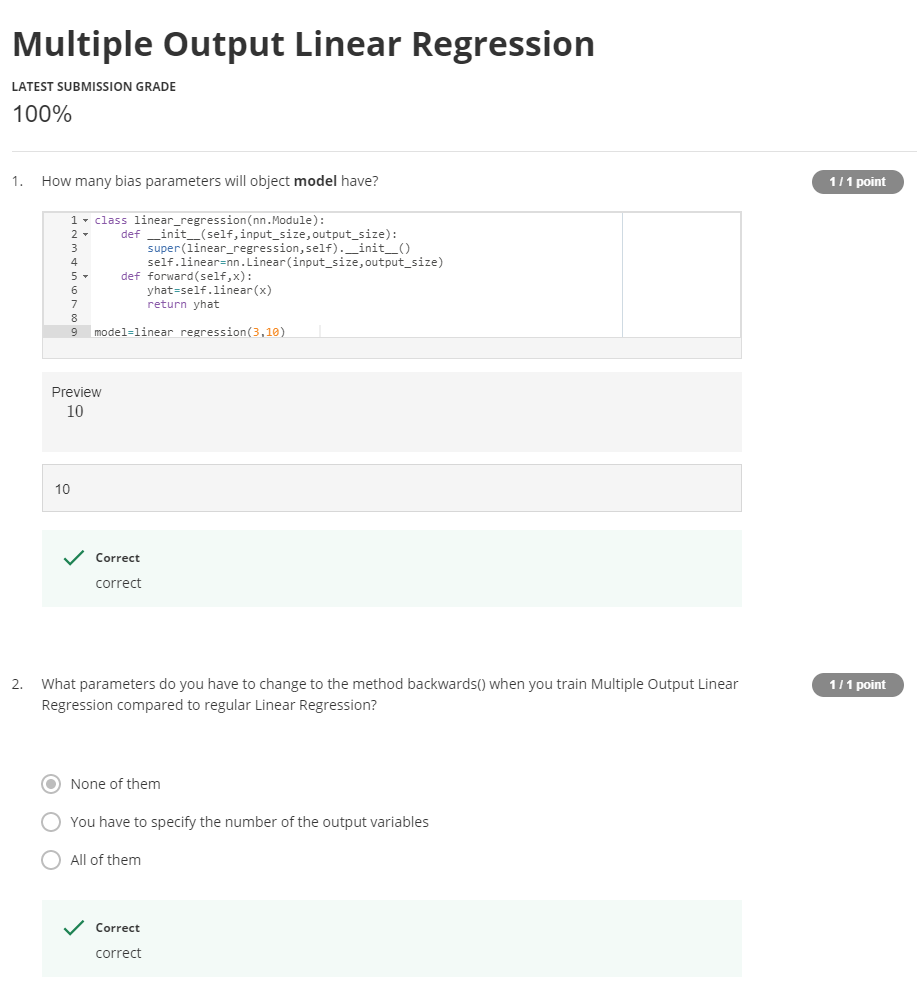 Multiple Output Linear Regression
LATEST SUBMISSION GRADE
100%
1. How many bias parameters will object model have?
1 / 1 point
1 class linear_regression(nn.Module):
2 def __init__(self,input_size,output_size):
3 super(linear_regression,self).__init__()
4 self.linear=nn.Linear(input_size,output_size)
5 def forward(self,x):
6 yhat=self.linear(x)
7 return yhat
8
9 model=linear_regression(3,10)
Preview
10
10
Correct
correct
2. What parameters do you have to change to the method backwards() when you train Multiple Output Linear
Regression compared to regular Linear Regression?
1 / 1 point
None of them
You have to specify the number of the output variables
All of them
Correct
correct